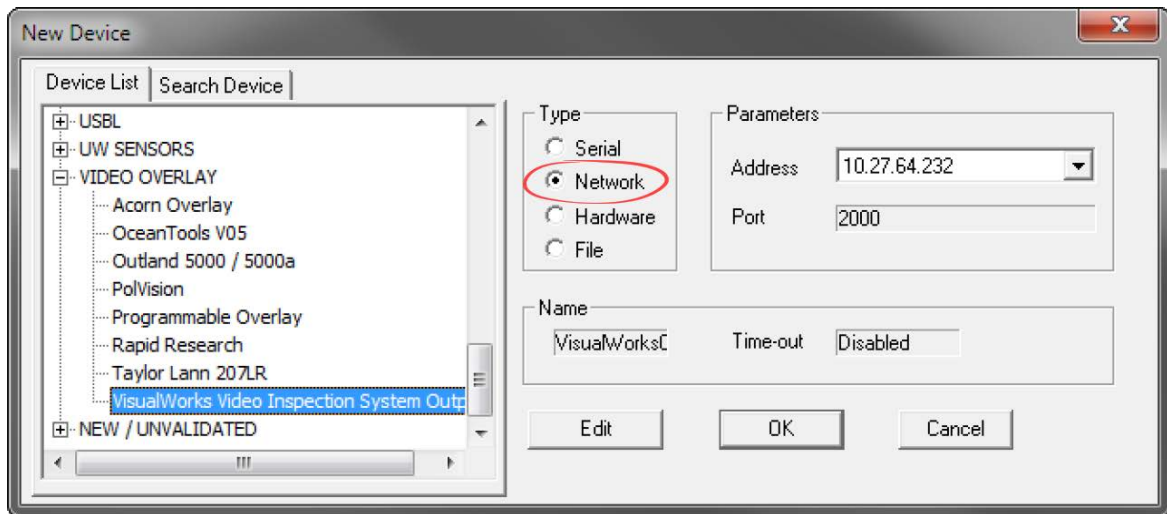 New Device
Device List
Search Device
USBL
UW SENSORS
VIDEO OVERLAY
Acorn Overlay
OceanTools V05
Outland 5000 / 5000a
PolVision
Programmable Overlay
Rapid Research
Taylor Lann 207LR
VisualWorks Video Inspection System Outp
NEW / UNVALIDATED
Type
Serial
Network
Hardware
File
Parameters
Address 10.27.64.232
Port 2000
Name
VisualWorksO Time-out Disabled
Edit OK Cancel